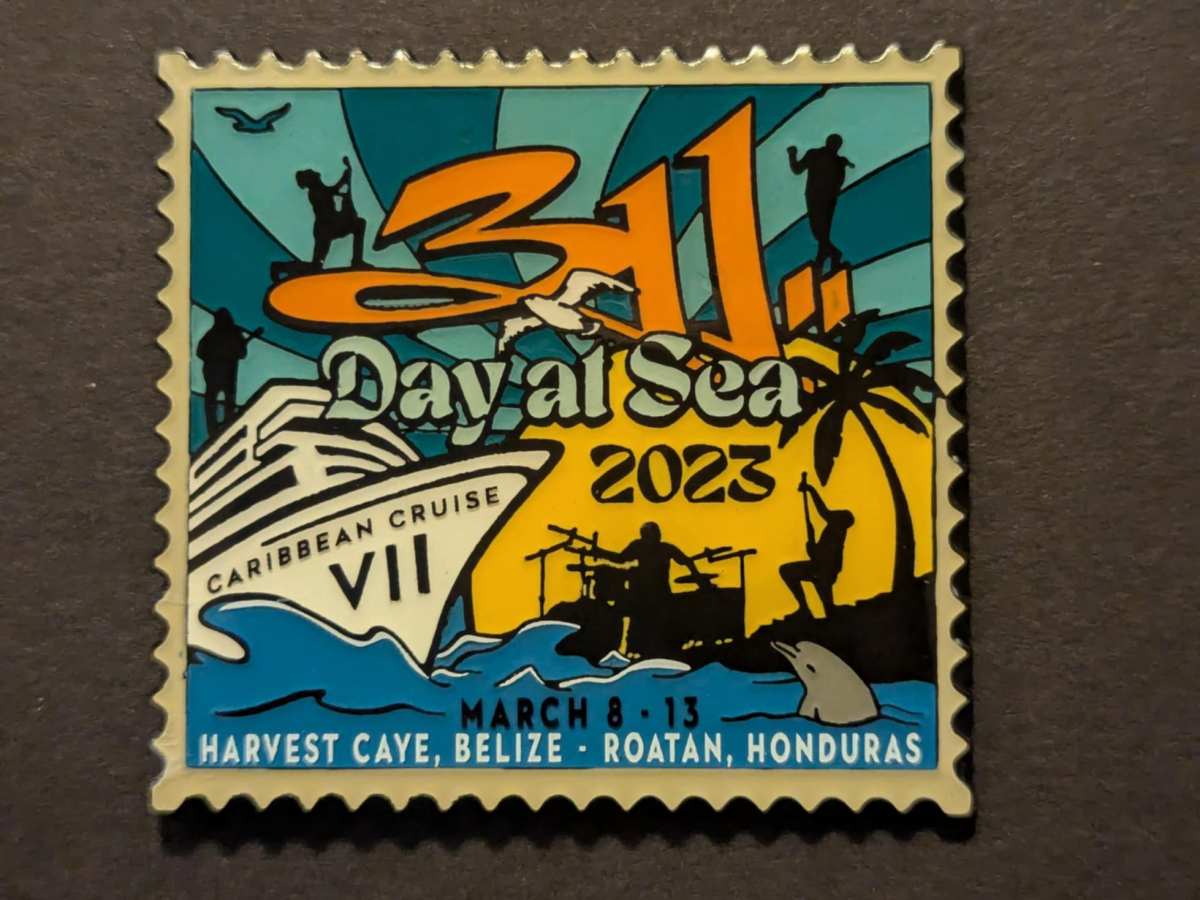 311
Day at Sea
2023
CARIBBEAN CRUISE
VII
MARCH 8 - 13
HARVEST CAYE, BELIZE - ROATAN, HONDURAS